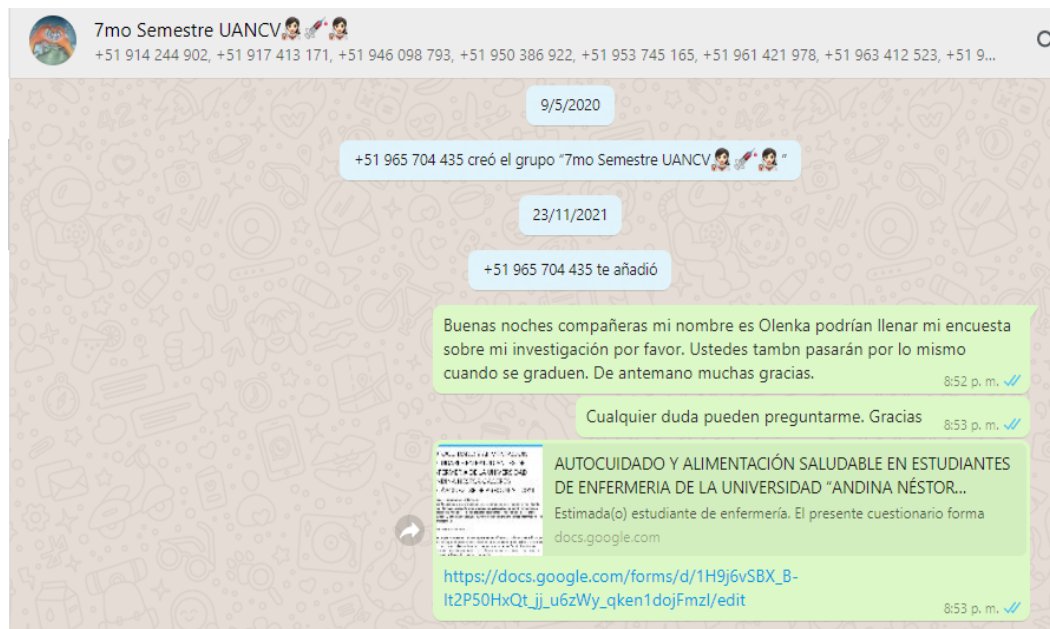 7mo Semestre UANCV👩🏻‍⚕️💉👩🏻‍⚕️
+51 914 244 902, +51 917 413 171, +51 946 098 793, +51 950 386 922, +51 953 745 165, +51 961 421 978, +51 963 412 523, +51 9...
9/5/2020
+51 965 704 435 creó el grupo “7mo Semestre UANCV👩🏻‍⚕️💉👩🏻‍⚕️ ”
23/11/2021
+51 965 704 435 te añadió
Buenas noches compañeras mi nombre es Olenka podrían llenar mi encuesta
sobre mi investigación por favor. Ustedes tambn pasarán por lo mismo
cuando se graduen. De antemano muchas gracias.
8:52 p. m.
Cualquier duda pueden preguntarme. Gracias
8:53 p. m.
AUTOCUIDADO Y ALIMENTACIÓN SALUDABLE EN ESTUDIANTES
DE ENFERMERIA DE LA UNIVERSIDAD “ANDINA NÉSTOR...
Estimada(o) estudiante de enfermería. El presente cuestionario forma
docs.google.com
https://docs.google.com/forms/d/1H9j6vSBX_B-
It2P50HxQt_jj_u6zWy_qken1dojFmzI/edit
8:53 p. m.